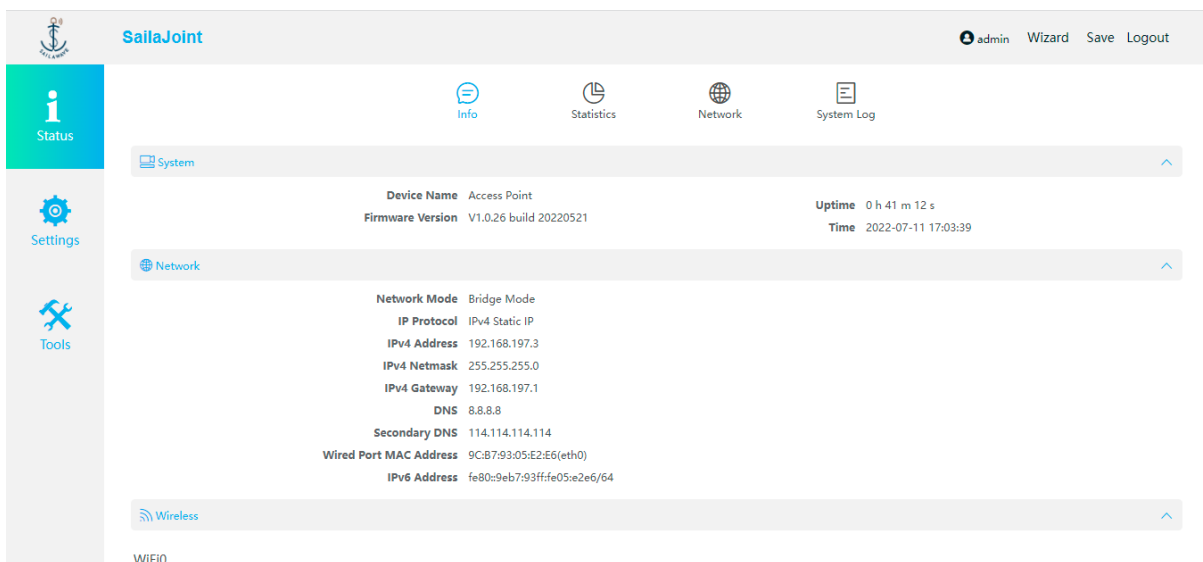 SAILAWAVE
SailaJoint
admin Wizard Save Logout
Info Statistics Network System Log
Status
Settings
Tools
System
Device Name Access Point
Firmware Version V1.0.26 build 20220521
Uptime 0 h 41 m 12 s
Time 2022-07-11 17:03:39
Network
Network Mode Bridge Mode
IP Protocol IPv4 Static IP
IPv4 Address 192.168.197.3
IPv4 Netmask 255.255.255.0
IPv4 Gateway 192.168.197.1
DNS 8.8.8.8
Secondary DNS 114.114.114.114
Wired Port MAC Address 9C:B7:93:05:E2:E6(eth0)
IPv6 Address fe80::9eb7:93ff:fe05:e2e6/64
Wireless
WiFi0